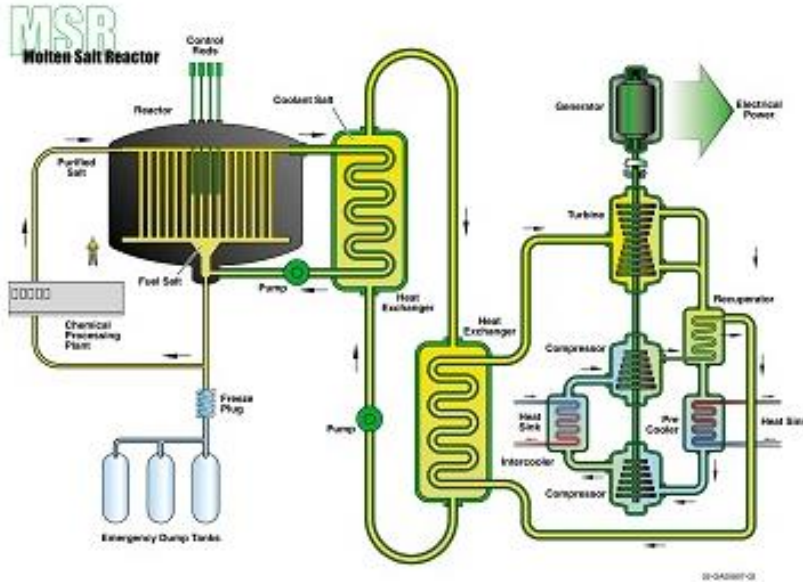 MSR
Molten Salt Reactor
Control
Rods
Reactor
Coolant Salt
Generator
Electrical
Power
Purified
Salt
Turbine
Fuel Salt
Pump
Heat
Exchanger
Heat
Exchanger
Recuperator
Chemical
Processing
Plant
Compressor
Freeze
Plug
Heat
Sink
Pre
Cooler
Heat Sin
Pump
Intercooler
Compressor
Emergency Dump Tanks